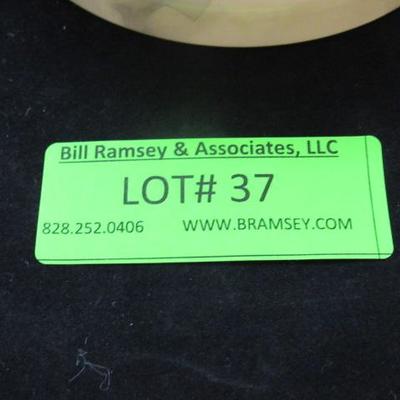 Bill Ramsey & Associates, LLC
LOT# 37
828.252.0406 WWW.BRAMSEY.COM